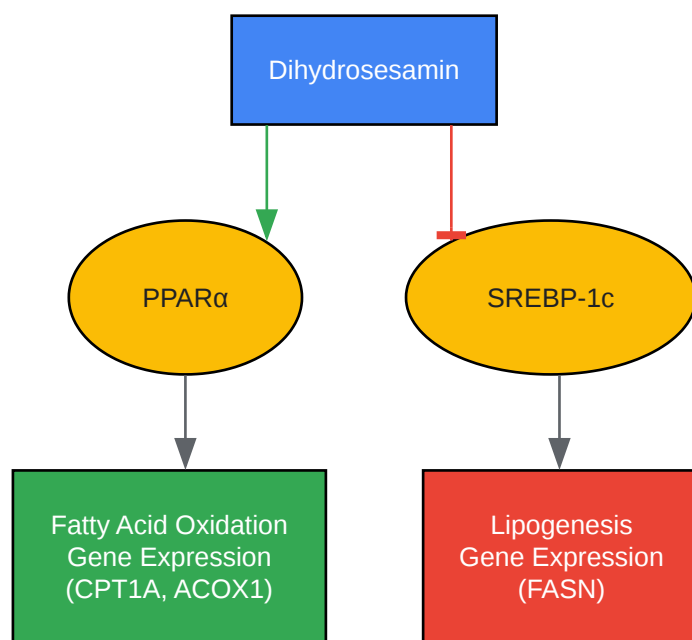 Dihydrosesamin
PPARα
SREBP-1c
Fatty Acid Oxidation
Gene Expression
(CPT1A, ACOX1)
Lipogenesis
Gene Expression
(FASN)